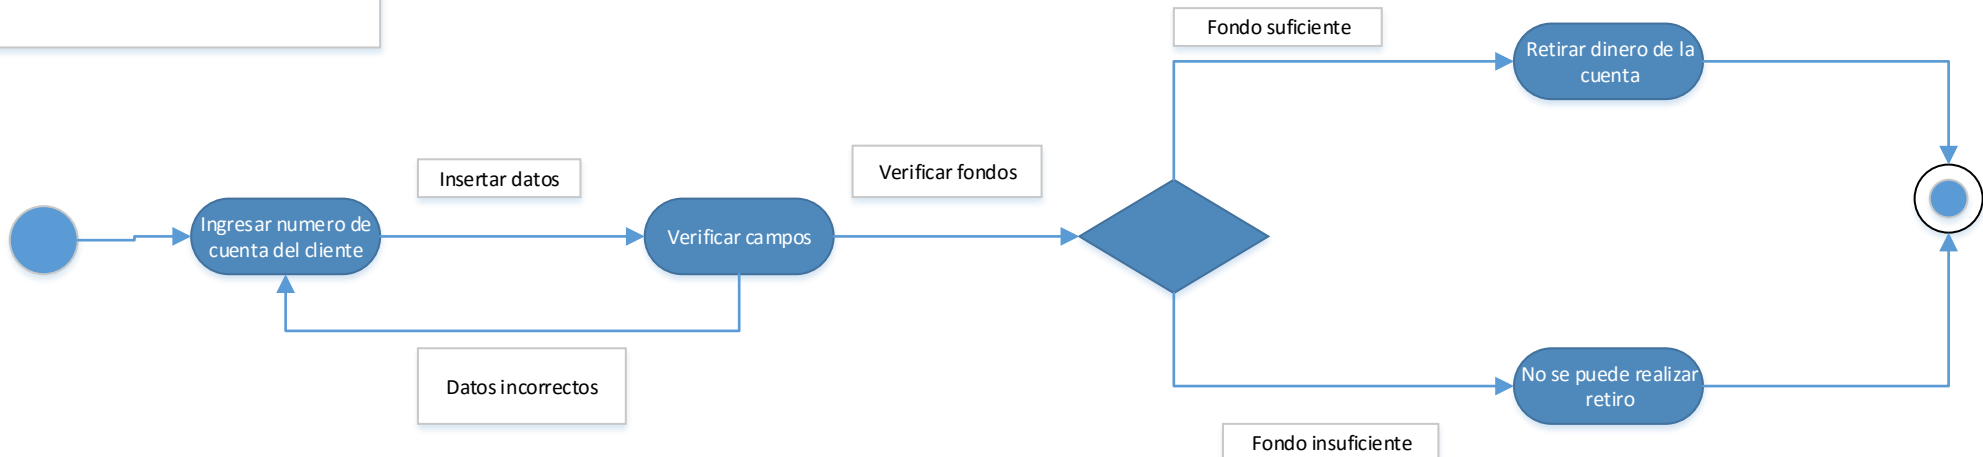 Fondo suficiente
Retirar dinero de la
cuenta
Insertar datos
Verificar fondos
Ingresar numero de
cuenta del cliente
Verificar campos
Datos incorrectos
No se puede realizar
retiro
Fondo insuficiente